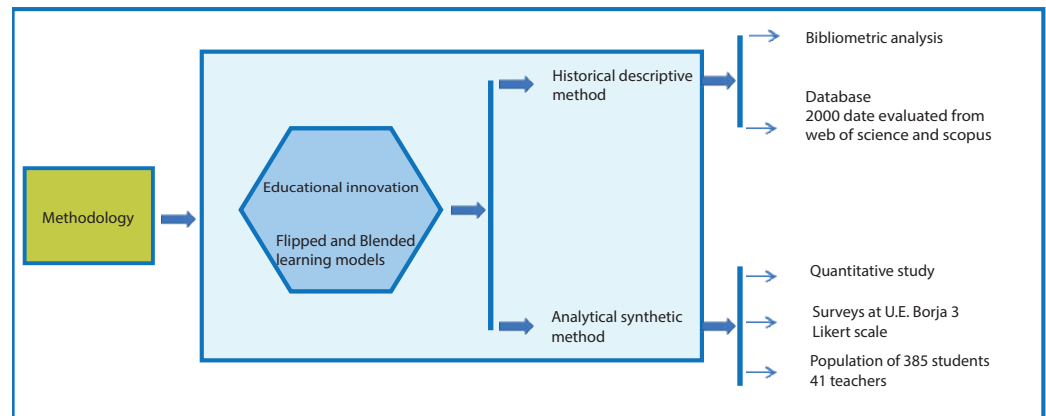 Methodology
Educational innovation
Flipped and Blended
learning models
Historical descriptive
method
Bibliometric analysis
Database
2000 date evaluated from
web of science and scopus
Analytical synthetic
method
Quantitative study
Surveys at U.E. Borja 3
Likert scale
Population of 385 students
41 teachers